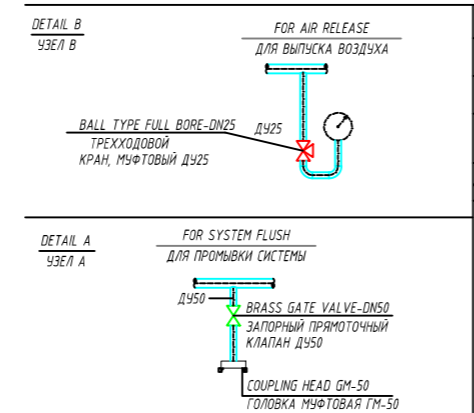 DETAIL B
УЗЕЛ В
FOR AIR RELEASE
ДЛЯ ВЫПУСКА ВОЗДУХА
BALL TYPE FULL BORE-DN25
ДУ25
ТРЕХХОДОВОЙ
КРАН, МУФТОВЫЙ ДУ25
DETAIL A
УЗЕЛ А
FOR SYSTEM FLUSH
ДЛЯ ПРОМЫВКИ СИСТЕМЫ
ДУ50
BRASS GATE VALVE-DN50
ЗАПОРНЫЙ ПРЯМОТОЧНЫЙ
КЛАПАН ДУ50
COUPLING HEAD GM-50
ГОЛОВКА МУФТОВАЯ ГМ-50